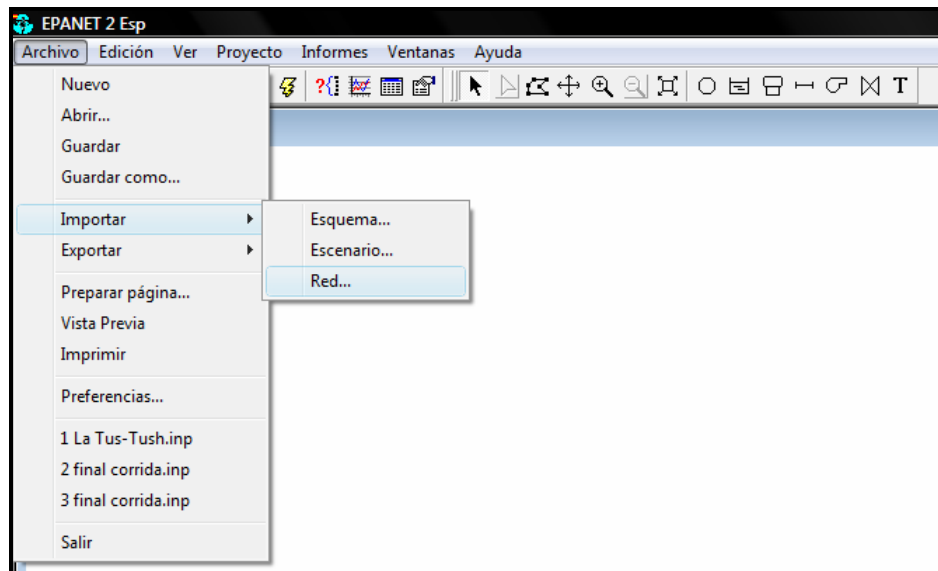 EPANET 2 Esp
Archivo Edición Ver Proyecto Informes Ventanas Ayuda
T
Nuevo
Abrir...
Guardar
Guardar como...
Importar
Exportar
Esquema...
Escenario...
Red...
Preparar página...
Vista Previa
Imprimir
Preferencias...
1 La Tus-Tush.inp
2 final corrida.inp
3 final corrida.inp
Salir